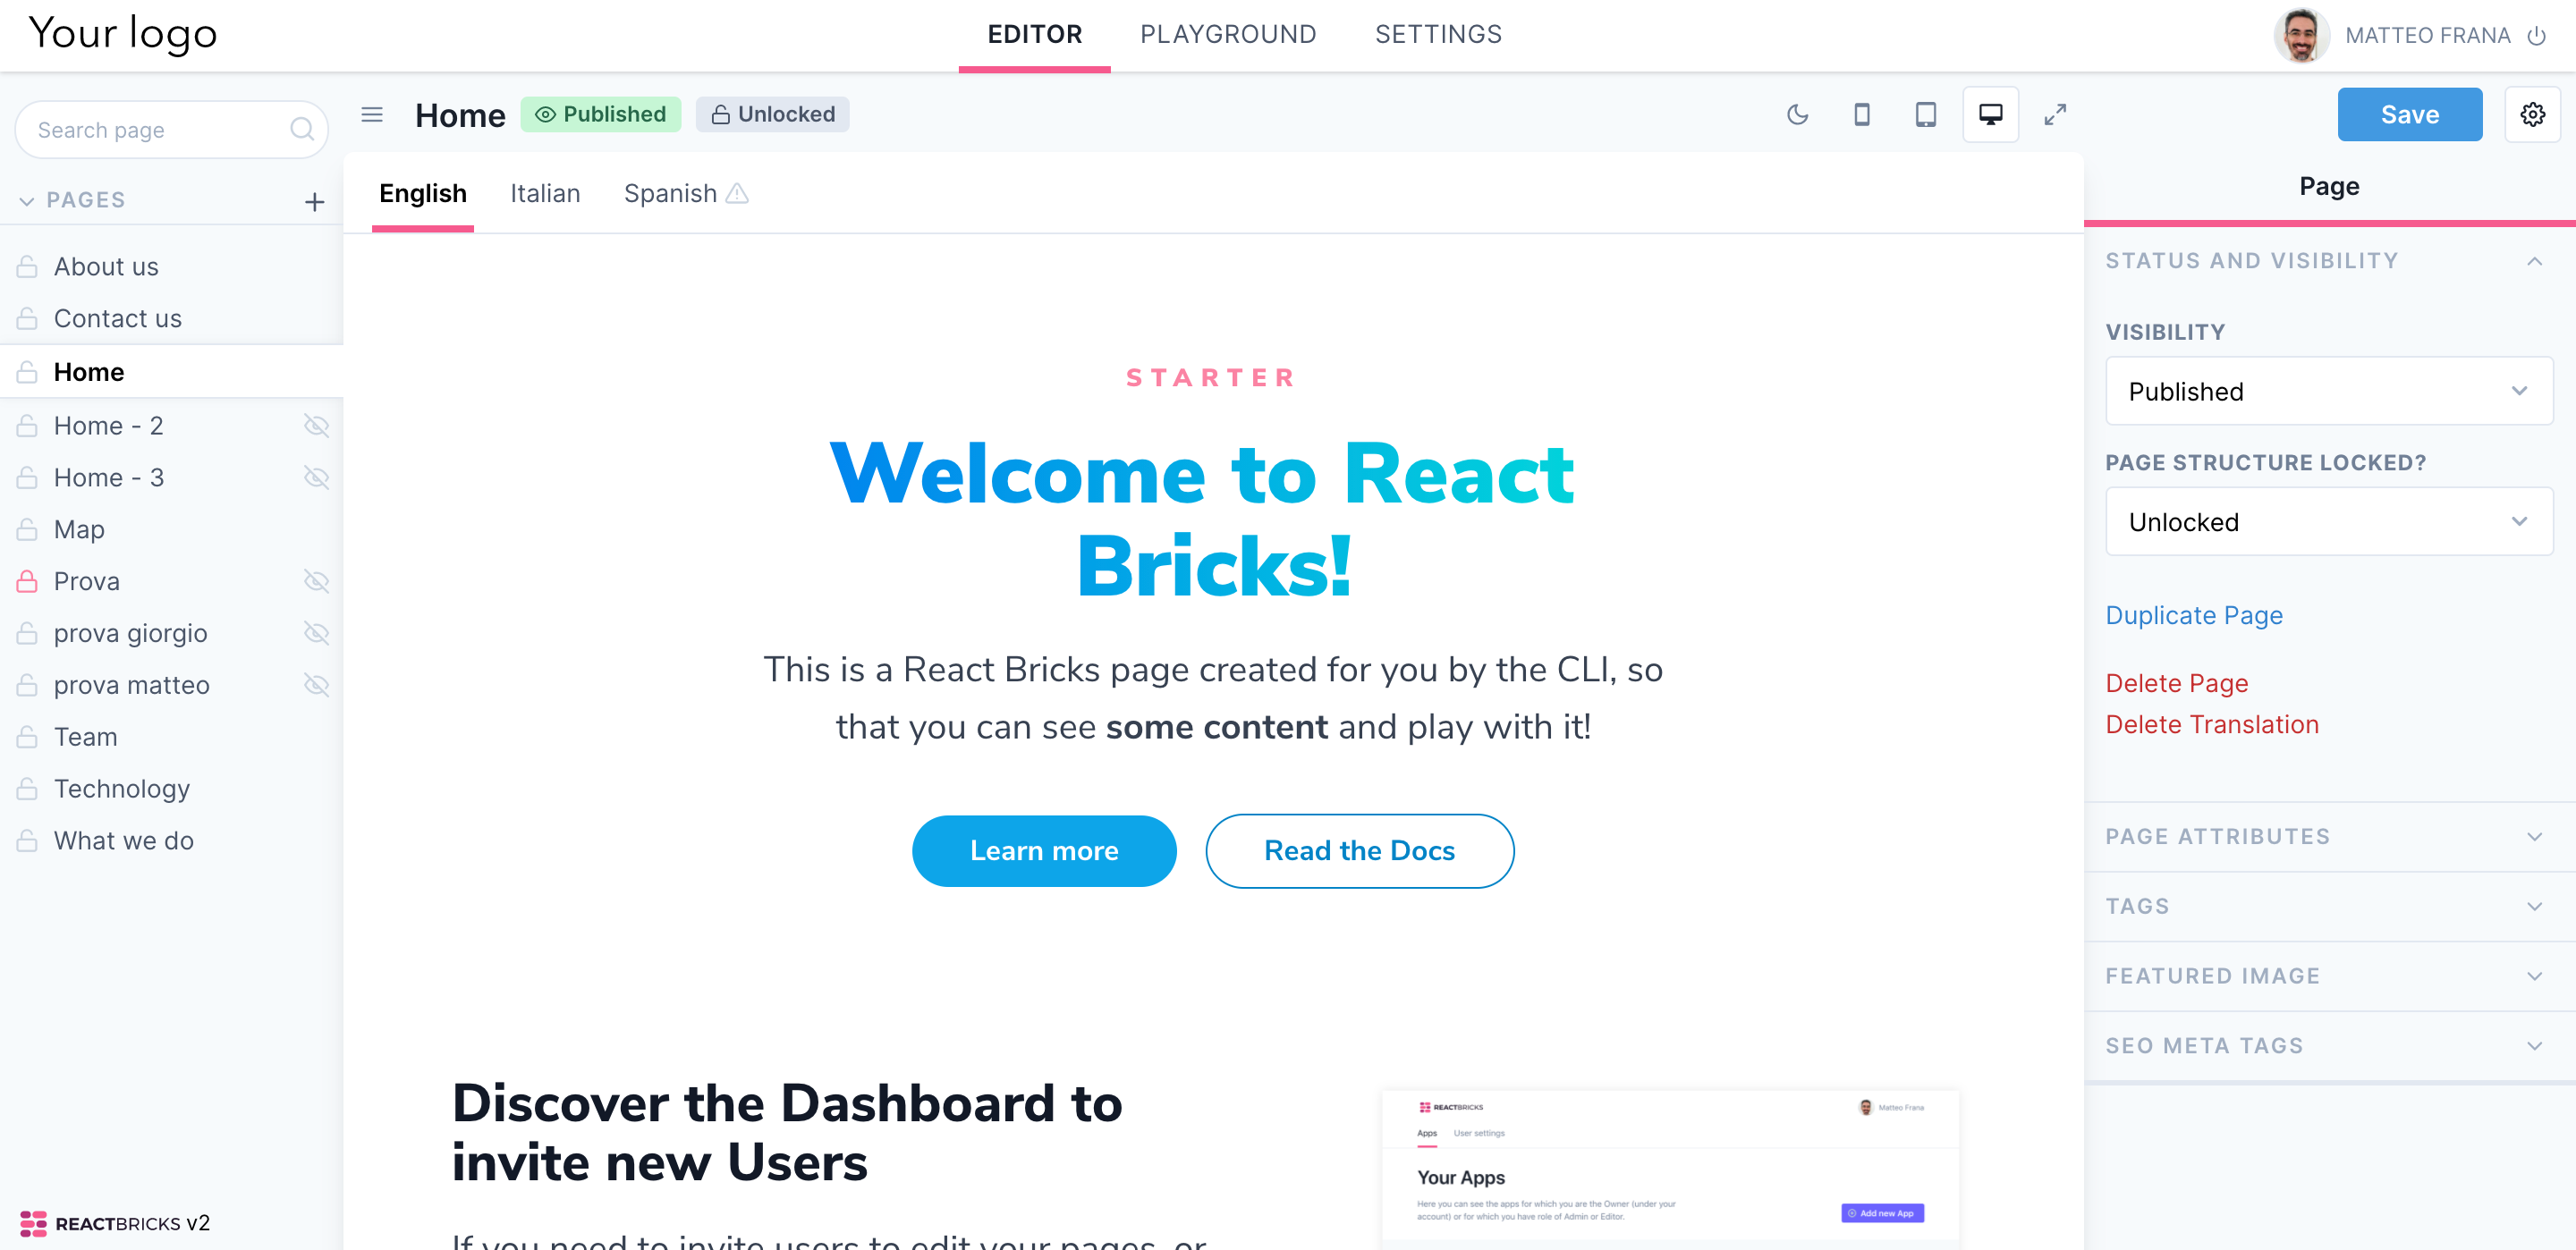 Your logo
EDITOR
PLAYGROUND
SETTINGS
MATTEO FRANA
Search page
PAGES
About us
Contact us
Home
Home - 2
Home - 3
Map
Prova
prova giorgio
prova matteo
Team
Technology
What we do
REACTBRICKS v2
Home
Published
Unlocked
Save
English
Italian
Spanish
STARTER
Welcome to React
Bricks!
This is a React Bricks page created for you by the CLI, so
that you can see some content and play with it!
Learn more
Read the Docs
Discover the Dashboard to
invite new Users
If you need to invite users to edit your pages, or
REACTBRICKS
Matteo Frana
Apps
User settings
Your Apps
Here you can see the apps for which you are the Owner (under your
account) or for which you have role of Admin or Editor.
Add new App
Page
STATUS AND VISIBILITY
VISIBILITY
Published
PAGE STRUCTURE LOCKED?
Unlocked
Duplicate Page
Delete Page
Delete Translation
PAGE ATTRIBUTES
TAGS
FEATURED IMAGE
SEO META TAGS